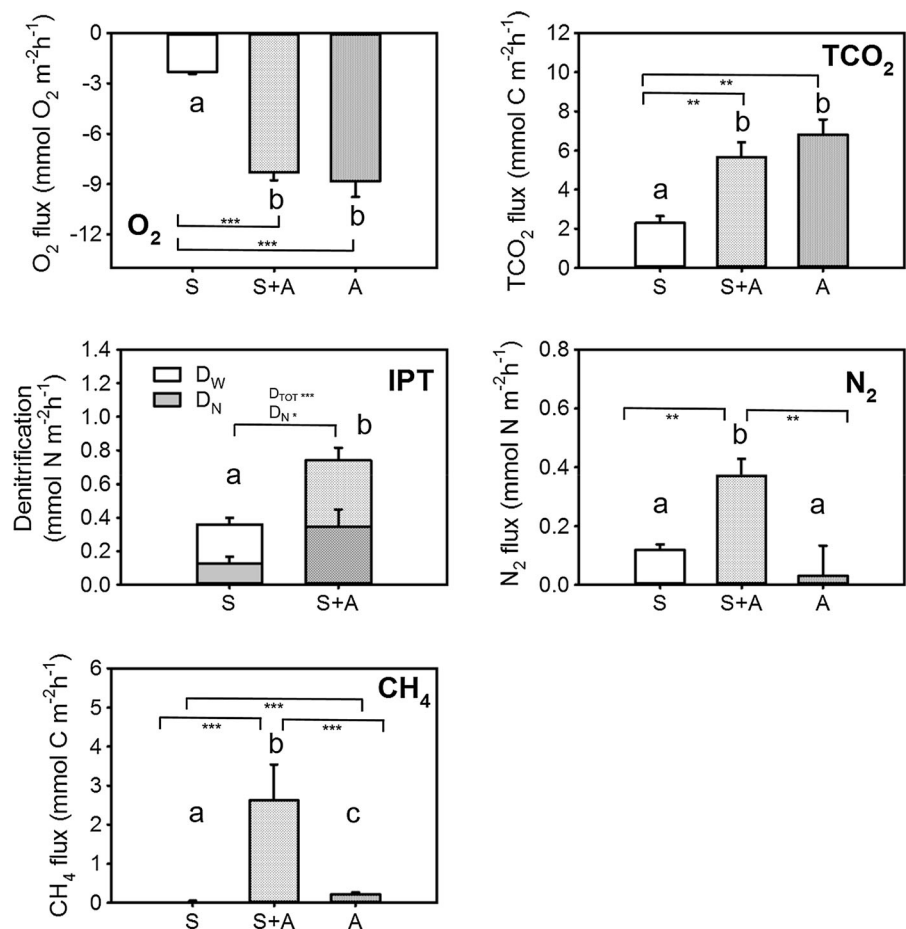 O2 flux (mmol O2 m-2h-1)
0
-3
-6
-9
-12
a
b
b
***
***
O2
S
S+A
A
TCO2 flux (mmol C m-2h-1)
12
10
8
6
4
2
0
TCO2
**
**
a
b
b
S
S+A
A
Denitrification
(mmol N m-2h-1)
1.4
1.2
1.0
0.8
0.6
0.4
0.2
0.0
DW
DN
IPT
DTOT ***
DN *
a
b
S
S+A
N2 flux (mmol N m-2h-1)
0.8
0.6
0.4
0.2
0.0
N2
**
**
a
b
a
S
S+A
A
CH4 flux (mmol C m-2h-1)
6
5
4
3
2
1
0
CH4
***
***
***
a
b
c
S
S+A
A